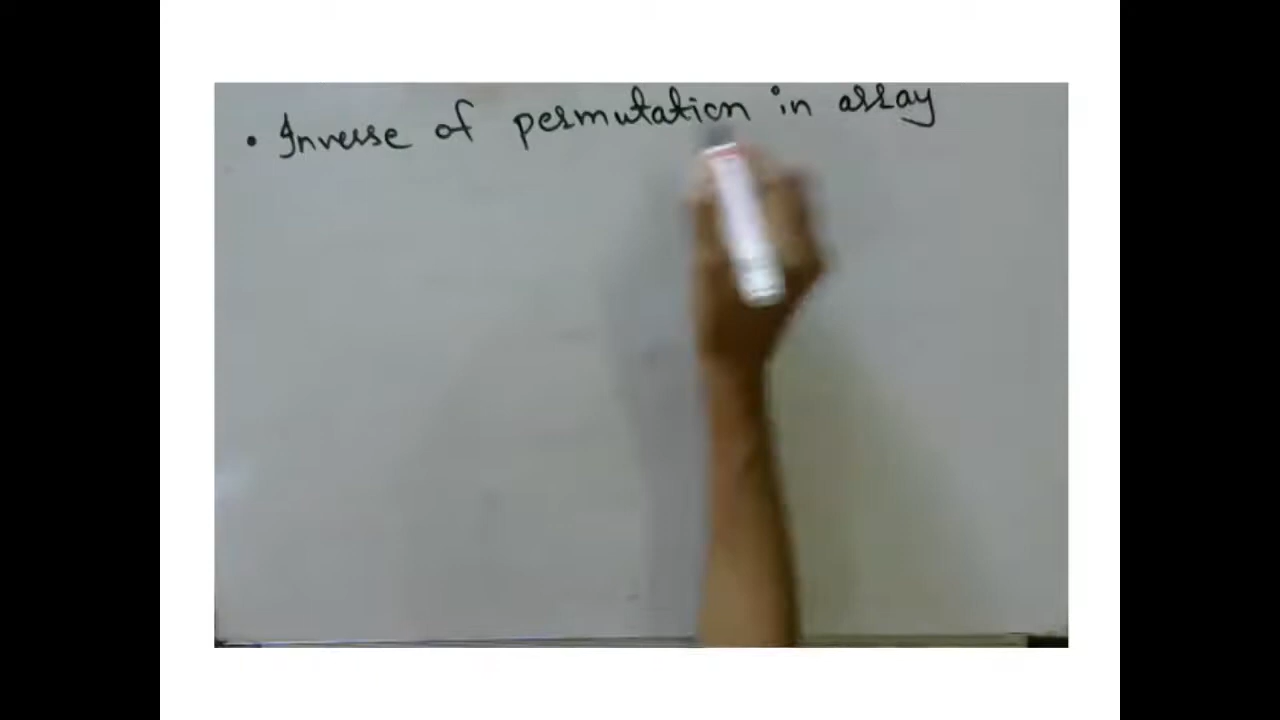 • Inverse of permutation in array